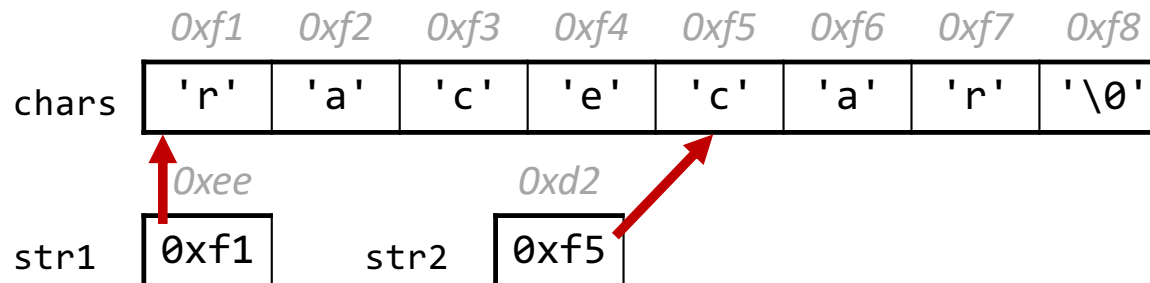 0xf1 0xf2 0xf3 0xf4 0xf5 0xf6 0xf7 0xf8
chars 'r' 'a' 'c' 'e' 'c' 'a' 'r' '\0'
0xee 0xd2
str1 0xf1 str2 0xf5